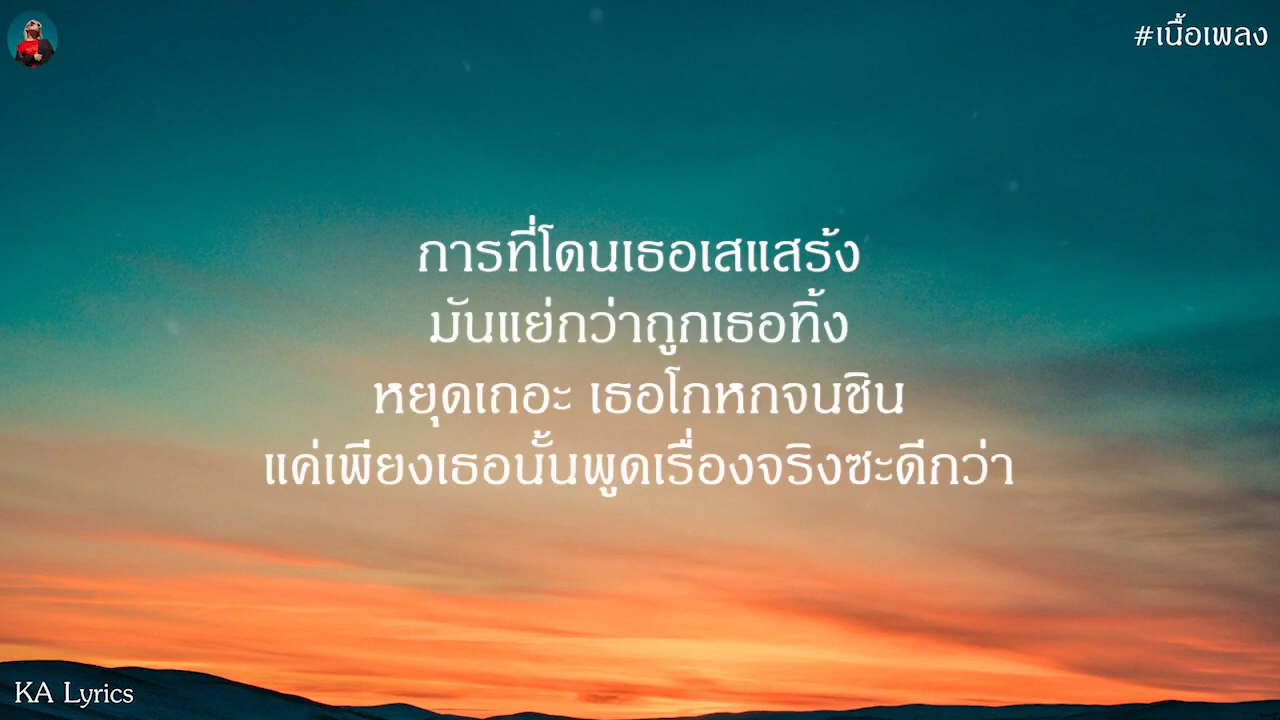 #เนื้อเพลง
การที่โดนเธอเสแสร้ง
มันแย่กว่าถูกเธอทิ้ง
หยุดเถอะ เธอโกหกจนชิน
แค่เพียงเธอนั้นพูดเรื่องจริงซะดีกว่า
KA Lyrics